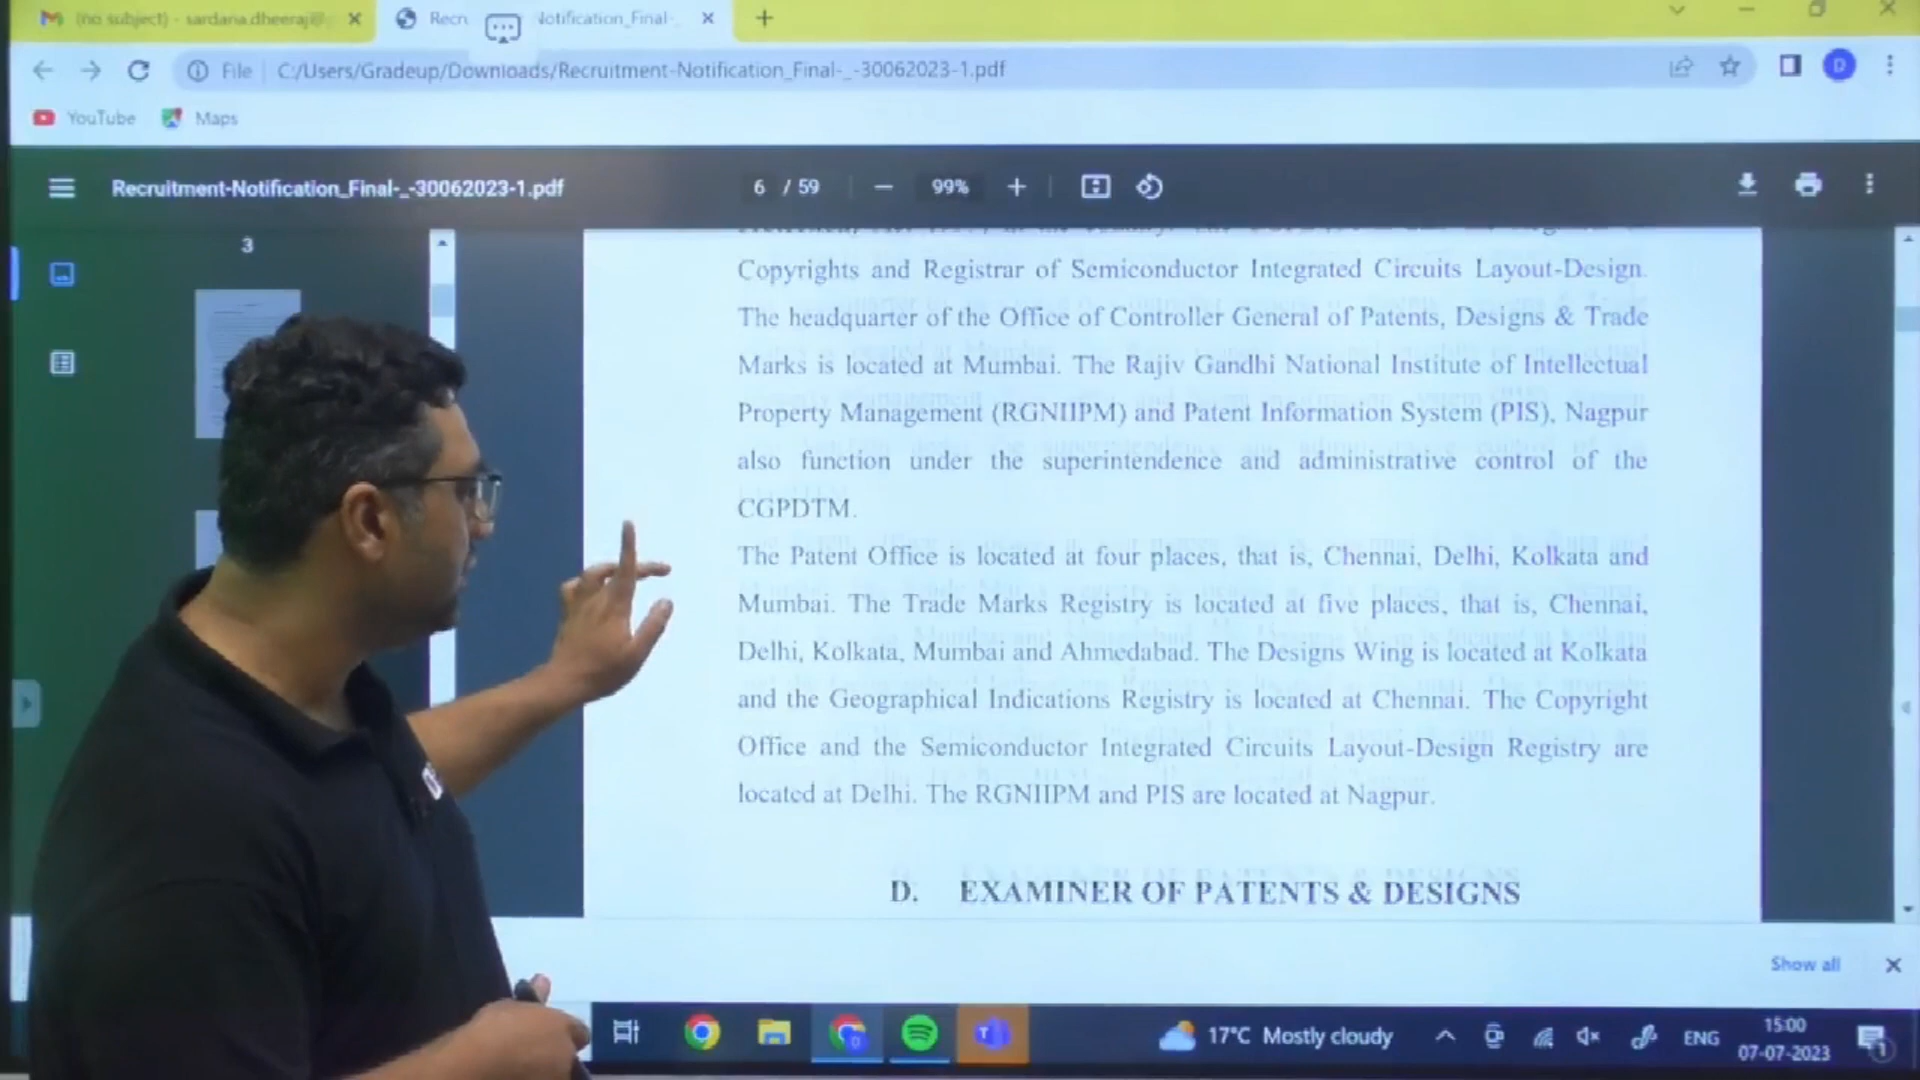 (no subject) - sardana.dheeraj@
Recr
Notification_Final-
File
C:/Users/Gradeup/Downloads/Recruitment-Notification_Final-_-30062023-1.pdf
YouTube
Maps
Recruitment-Notification_Final-_-30062023-1.pdf
6 / 59
99%
3
Copyrights and Registrar of Semiconductor Integrated Circuits Layout-Design.
The headquarter of the Office of Controller General of Patents, Designs & Trade
Marks is located at Mumbai. The Rajiv Gandhi National Institute of Intellectual
Property Management (RGNIIPM) and Patent Information System (PIS), Nagpur
also function under the superintendence and administrative control of the
CGPDTM.
The Patent Office is located at four places, that is, Chennai, Delhi, Kolkata and
Mumbai. The Trade Marks Registry is located at five places, that is, Chennai,
Delhi, Kolkata, Mumbai and Ahmedabad. The Designs Wing is located at Kolkata
and the Geographical Indications Registry is located at Chennai. The Copyright
Office and the Semiconductor Integrated Circuits Layout-Design Registry are
located at Delhi. The RGNIIPM and PIS are located at Nagpur.
D. EXAMINER OF PATENTS & DESIGNS
Show all
17°C Mostly cloudy
ENG
15:00
07-07-2023